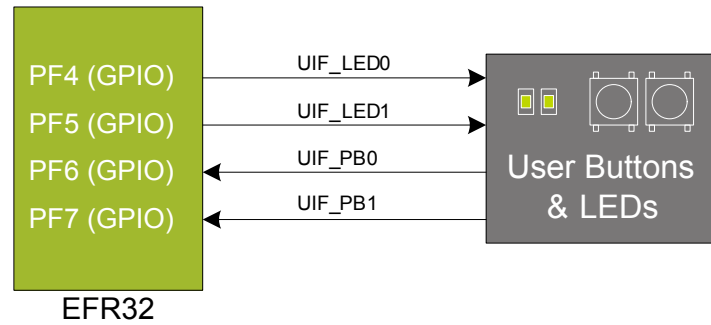 PF4 (GPIO)
PF5 (GPIO)
PF6 (GPIO)
PF7 (GPIO)
EFR32
UIF_LED0
UIF_LED1
UIF_PB0
UIF_PB1
User Buttons
& LEDs